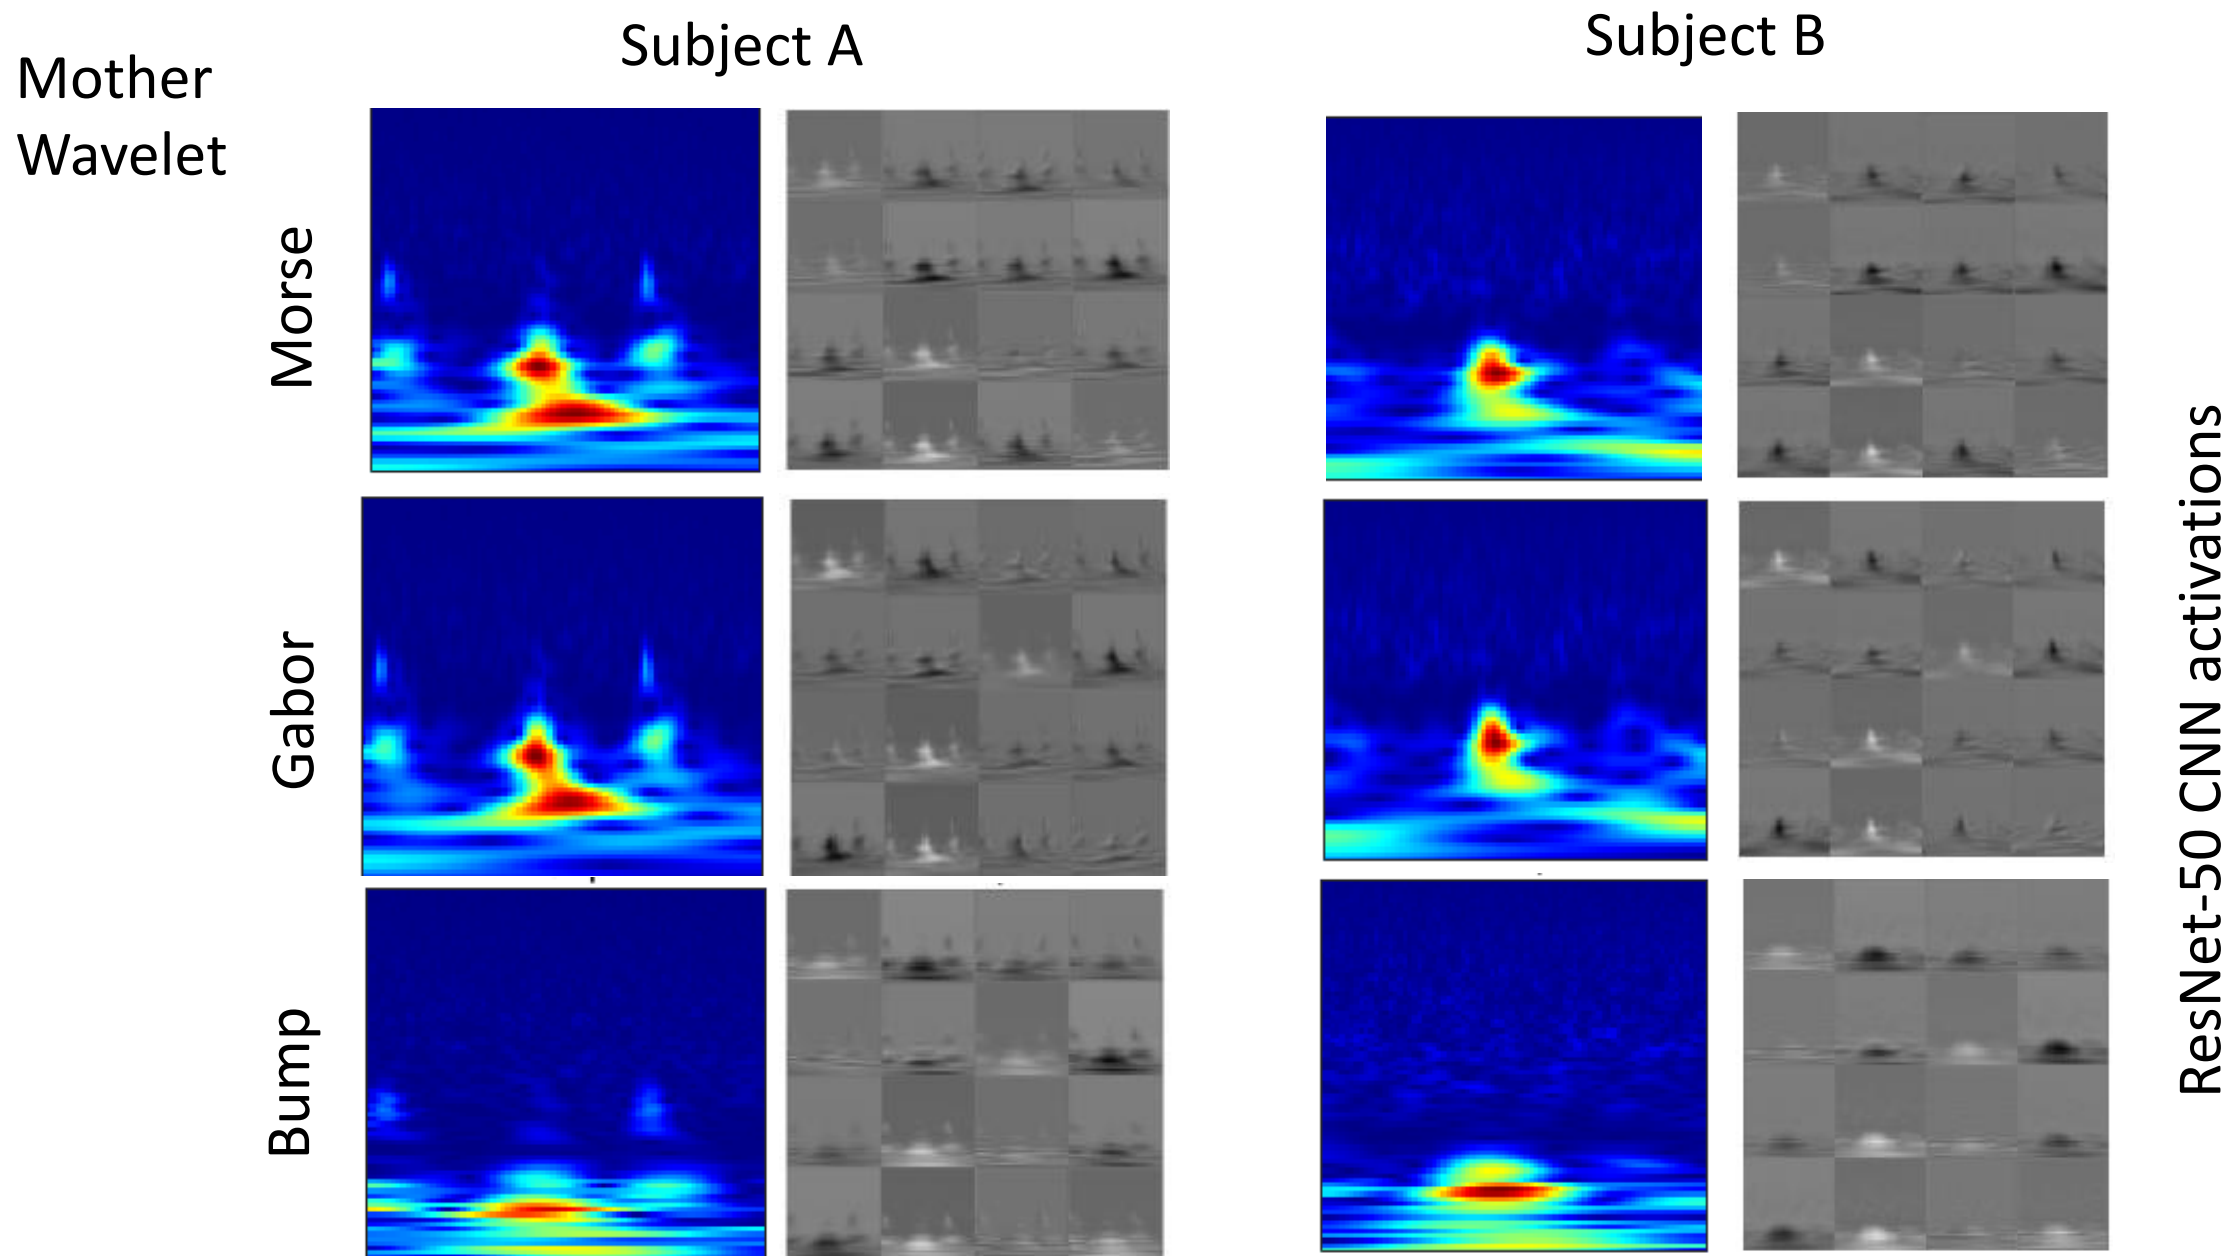 Mother
Wavelet
Subject A
Subject B
Morse
Gabor
Bump
ResNet-50 CNN activations